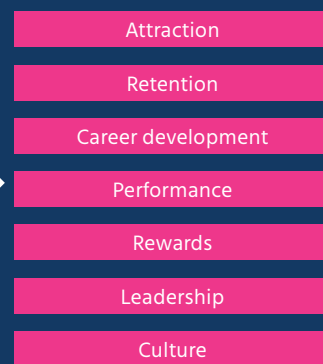 Attraction
Retention
Career development
Performance
Rewards
Leadership
Culture